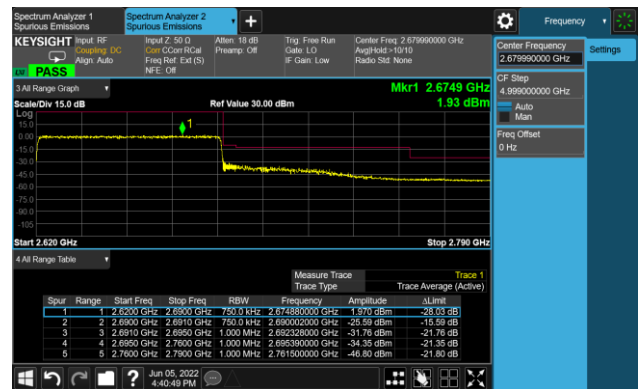 Spectrum Analyzer 1
Spurious Emissions
Spectrum Analyzer 2
Spurious Emissions
+
Frequency
KEYSIGHT
Input: RF
Coupling: DC
Align: Auto
Input Z: 50 Ω
Corr CCorr RCal
Freq Ref: Ext (S)
NFE: Off
Atten: 18 dB
Preamp: Off
Trig: Free Run
Gate: LO
IF Gain: Low
Center Freq: 2.679990000 GHz
Avg|Hold:>10/10
Radio Std: None
PASS
Center Frequency
2.679990000 GHz
Settings
CF Step
4.999000000 GHz
Auto
Man
Freq Offset
0 Hz
3 All Range Graph
Mkr1 2.6749 GHz
Scale/Div 15.0 dB
Ref Value 30.00 dBm
1.93 dBm
Log
15.0
0.00
-15.0
-30.0
-45.0
-60.0
-75.0
-90.0
-105
1
Start 2.620 GHz
Stop 2.790 GHz
4 All Range Table
Measure Trace Trace 1
Trace Type Trace Average (Active)
Spur Range Start Freq Stop Freq RBW Frequency Amplitude ΔLimit
1 1 2.6200 GHz 2.6900 GHz 750.0 kHz 2.674880000 GHz 1.970 dBm -28.03 dB
2 2 2.6900 GHz 2.6910 GHz 750.0 kHz 2.690002000 GHz -25.59 dBm -15.59 dB
3 3 2.6910 GHz 2.6950 GHz 1.000 MHz 2.692328000 GHz -31.76 dBm -21.76 dB
4 4 2.6950 GHz 2.7600 GHz 1.000 MHz 2.695390000 GHz -34.35 dBm -21.35 dB
5 5 2.7600 GHz 2.7900 GHz 1.000 MHz 2.761500000 GHz -46.80 dBm -21.80 dB
?
Jun 05, 2022
4:40:49 PM